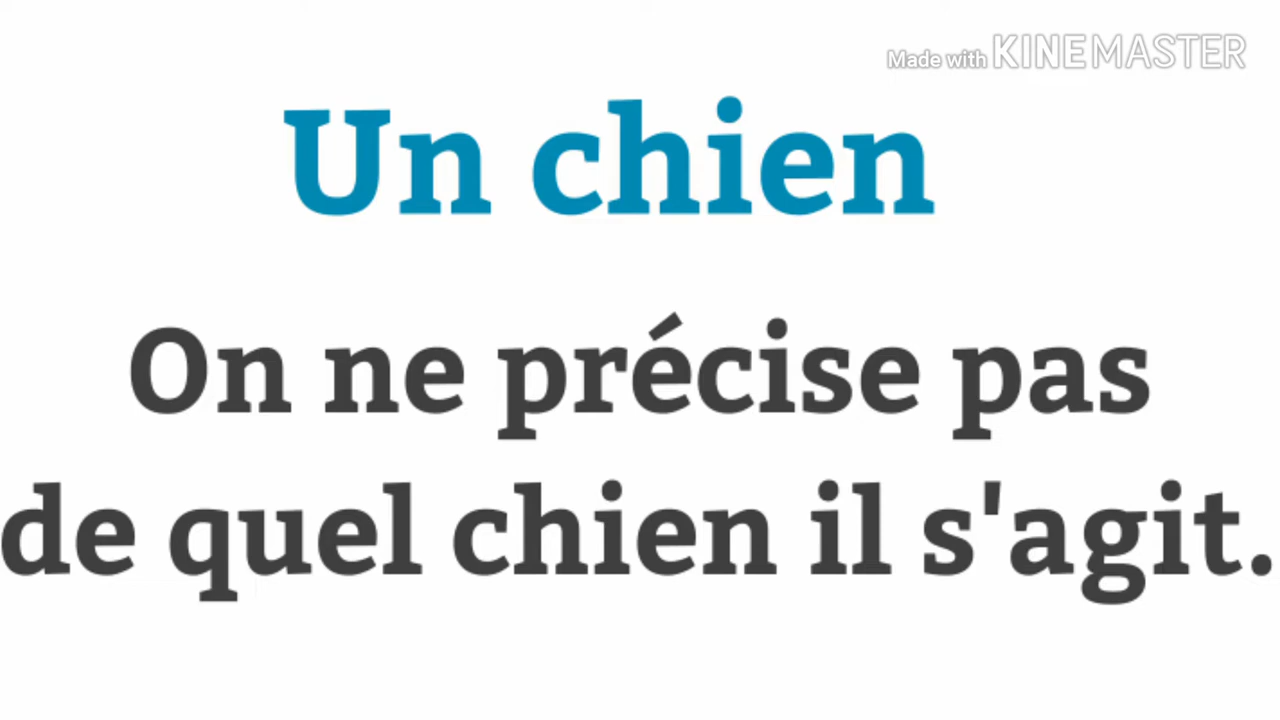 Made with KINEMASTER
Un chien
On ne précise pas
de quel chien il s'agit.